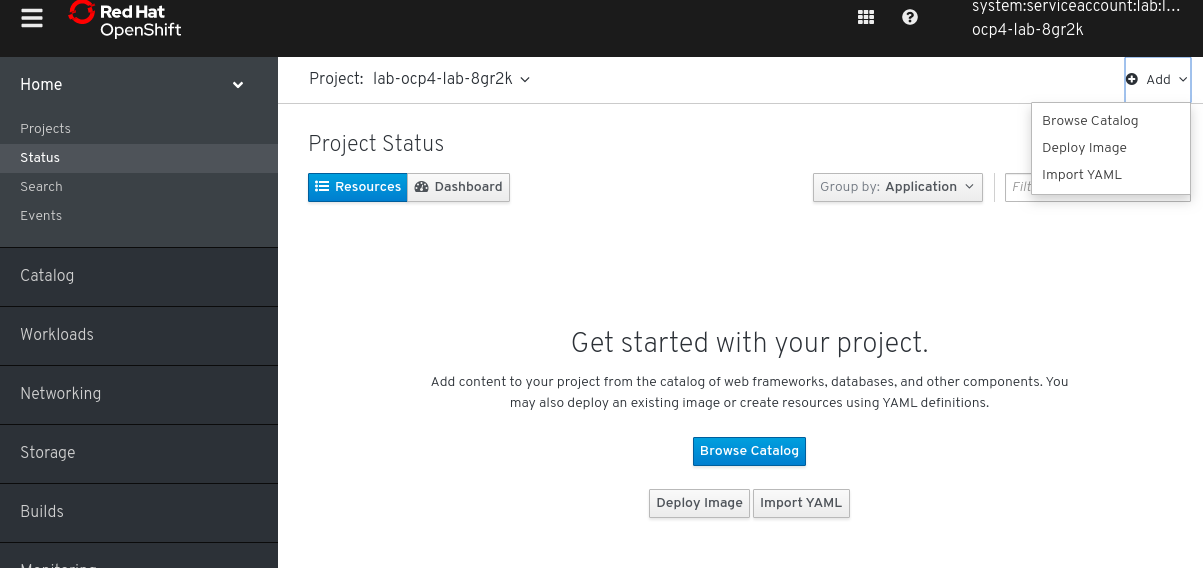 Red Hat
OpenShift
system:serviceaccount:lab:l...
ocp4-lab-8gr2k
Home
Projects
Status
Search
Events
Catalog
Workloads
Networking
Storage
Builds
Monitoring
Project: lab-ocp4-lab-8gr2k
Add
Browse Catalog
Deploy Image
Import YAML
Project Status
Resources
Dashboard
Group by: Application
Filt
Get started with your project.
Add content to your project from the catalog of web frameworks, databases, and other components. You
may also deploy an existing image or create resources using YAML definitions.
Browse Catalog
Deploy Image
Import YAML